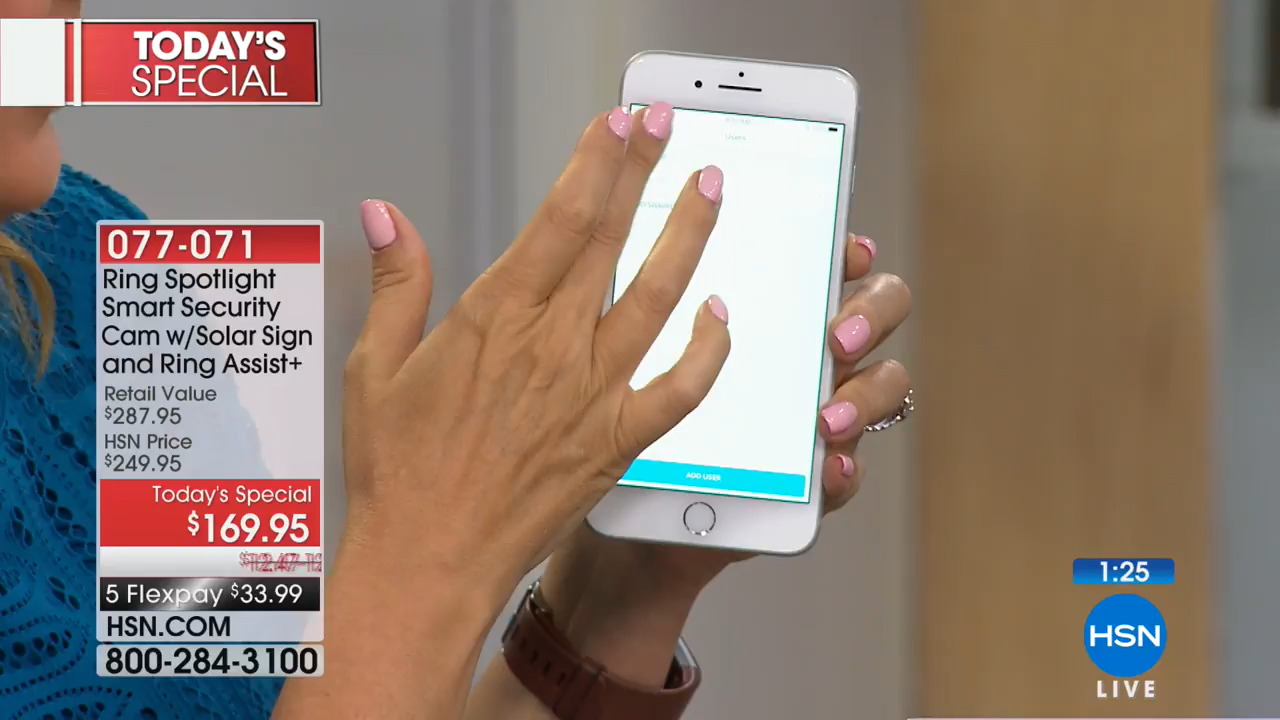 TODAY'S
SPECIAL
077-071
Ring Spotlight
Smart Security
Cam w/Solar Sign
and Ring Assist+
Retail Value
$287.95
HSN Price
$249.95
Today's Special
$169.95
5 Flexpay $33.99
HSN.COM
800-284-3100
Users
ADD USER
1:25
HSN
LIVE